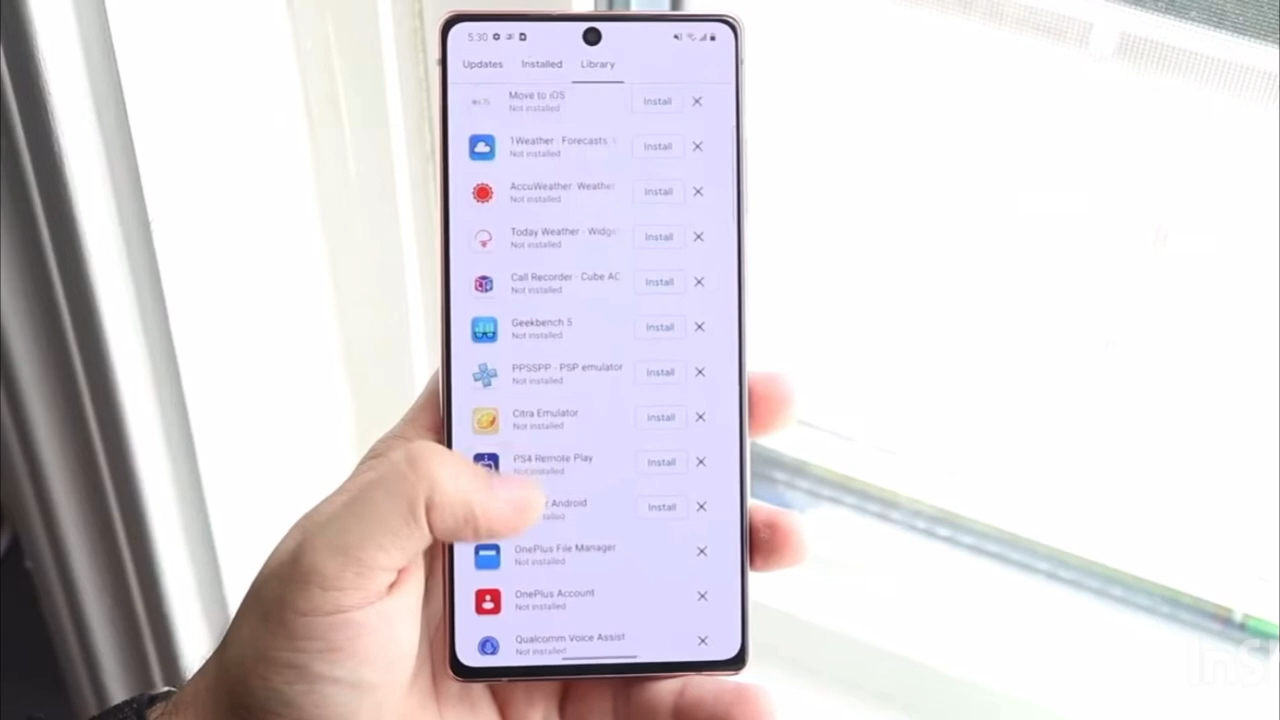 5:30
Updates Installed Library
Move to iOS
Not installed
Install
1Weather · Forecasts
Not installed
Install
AccuWeather: Weather
Not installed
Install
Today Weather - Widge
Not installed
Install
Call Recorder - Cube AC
Not installed
Install
Geekbench 5
Not installed
Install
PPSSPP - PSP emulator
Not installed
Install
Citra Emulator
Not installed
Install
PS4 Remote Play
Not installed
Install
Android
Install
OnePlus File Manager
Not installed
OnePlus Account
Not installed
Qualcomm Voice Assist
Not installed
InS